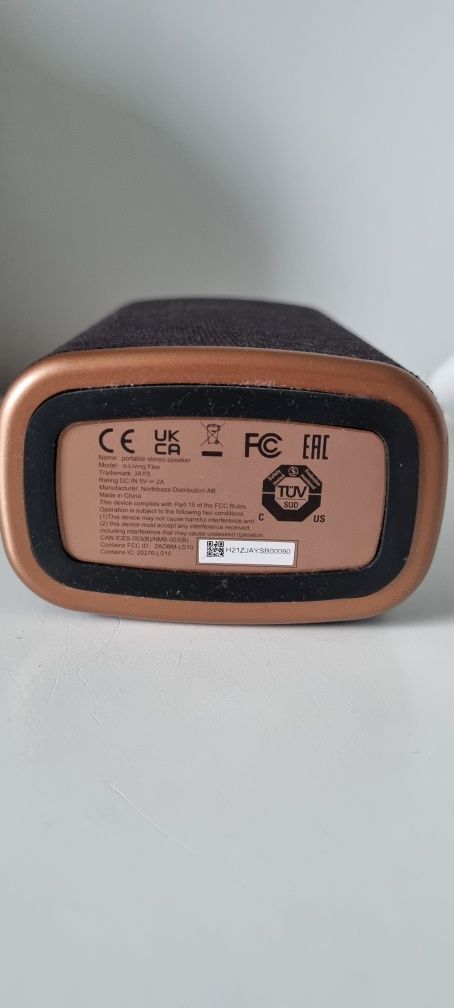 CE UK CA FC EAC
Name: portable stereo speaker
Model: s-Living Flex
Trademark: JAYS
Rating DC IN 5V ⎓ 2A
Manufacturer: Northbaze Distribution AB
Made in China
This device complies with Part 15 of the FCC Rules
Operation is subject to the following two conditions
(1)This device may not cause harmful interference,and
(2) this device must accept any interference received,
including interference that may cause undesired operation
CAN ICES-003(B)/NMB-003(B)
Contains FCC ID: 2AD8M-LS10
Contains IC: 20276-LS10
TÜV
SUD
C US
H21ZJAYSB00090